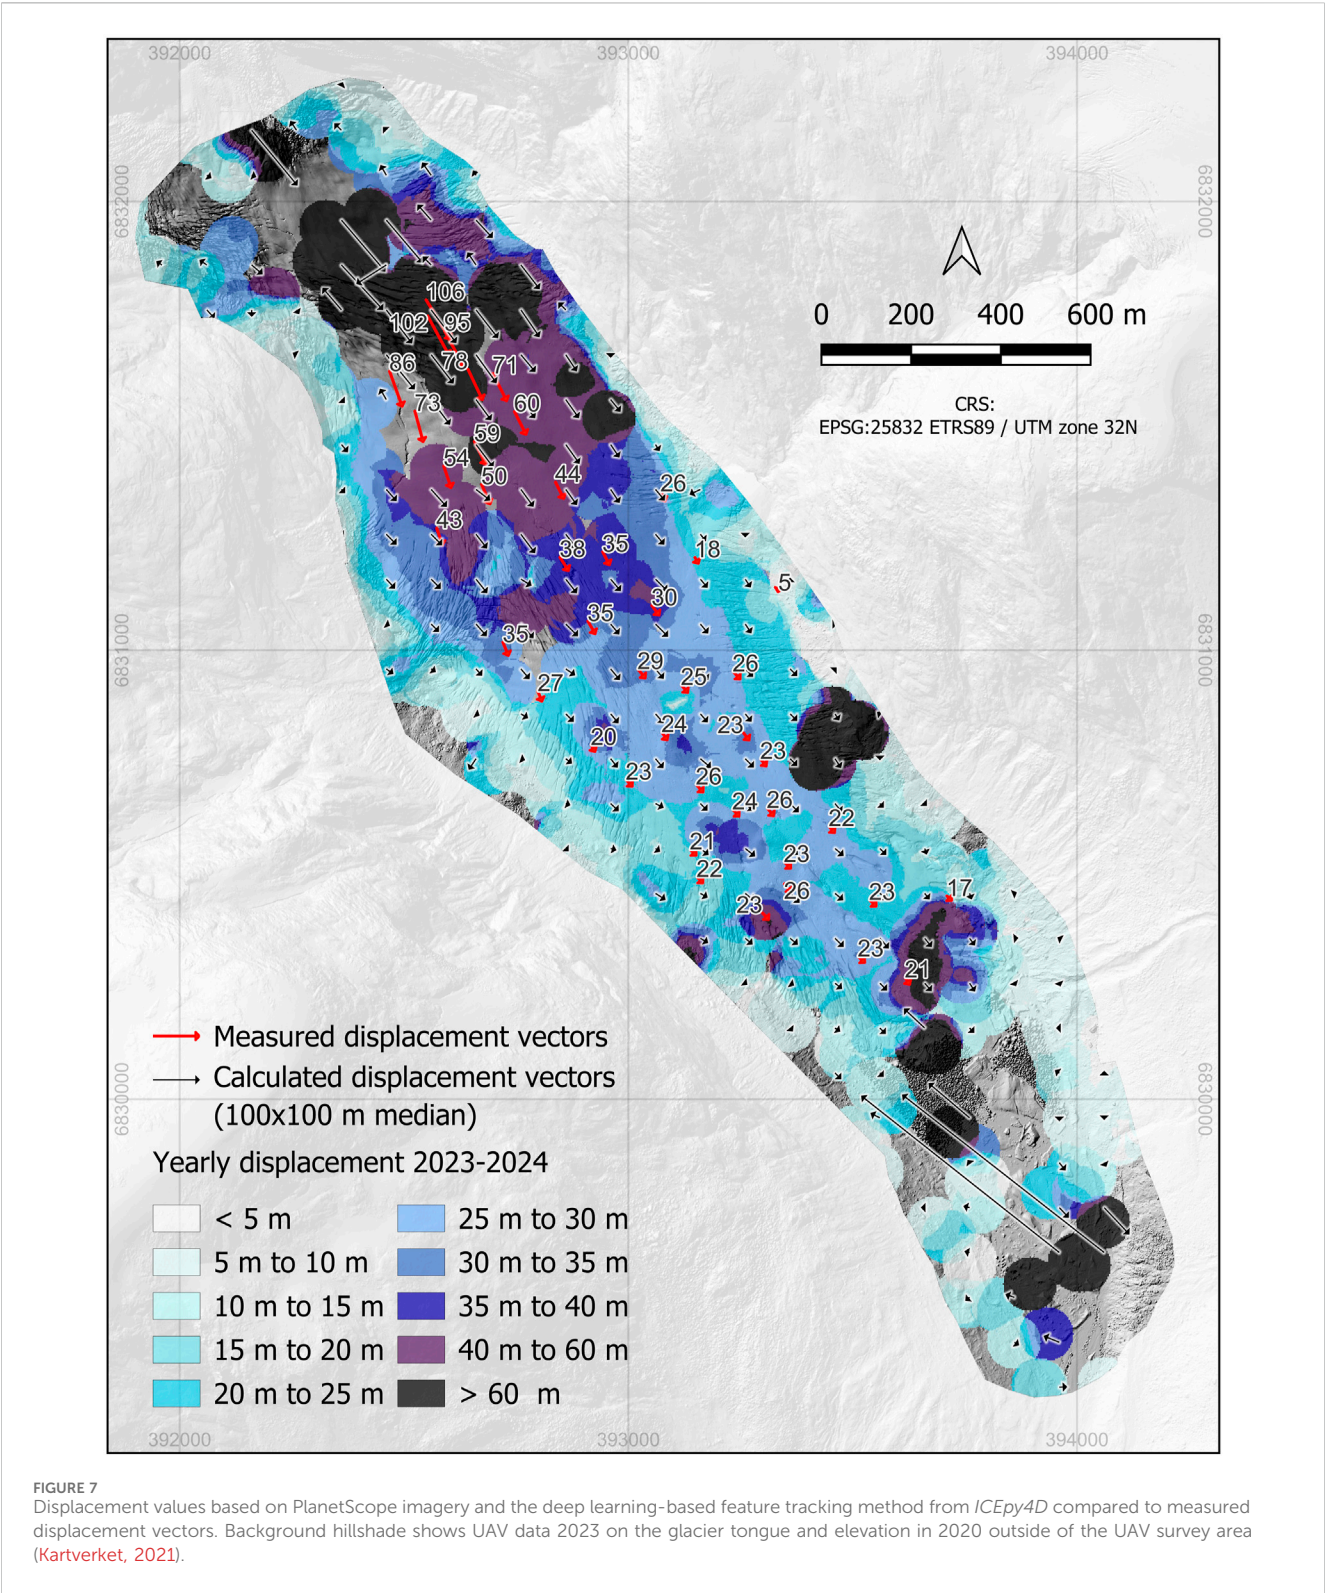 392000 393000 394000
6832000 6832000
0 200 400 600 m
CRS:
EPSG:25832 ETRS89 / UTM zone 32N
106
102 95
86 78 71
73 60
59
54 50 44 26
43
38 35 18
5
30
35
35
29 26
27 25
24 23
20 23
23 26
24 26
22
21 23
22
26 23 17
23
23
21
6831000 6831000
Measured displacement vectors
Calculated displacement vectors
(100x100 m median)
6830000 6830000
Yearly displacement 2023-2024
< 5 m 25 m to 30 m
5 m to 10 m 30 m to 35 m
10 m to 15 m 35 m to 40 m
15 m to 20 m 40 m to 60 m
20 m to 25 m > 60 m
392000 393000 394000
FIGURE 7
Displacement values based on PlanetScope imagery and the deep learning-based feature tracking method from ICEpy4D compared to measured
displacement vectors. Background hillshade shows UAV data 2023 on the glacier tongue and elevation in 2020 outside of the UAV survey area
(Kartverket, 2021).